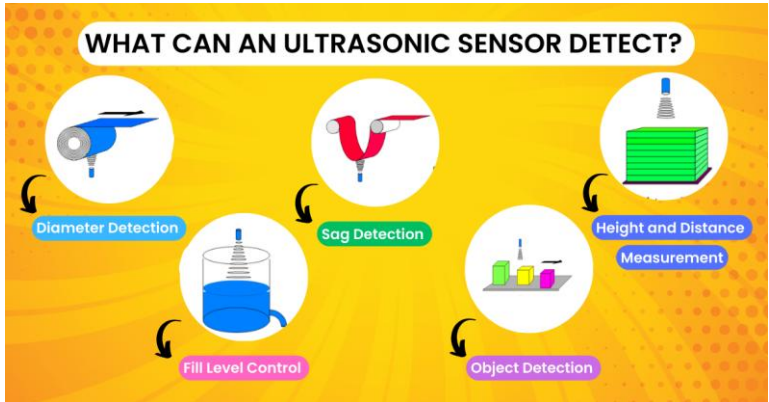 WHAT CAN AN ULTRASONIC SENSOR DETECT?
Diameter Detection
Sag Detection
Height and Distance
Measurement
Fill Level Control
Object Detection